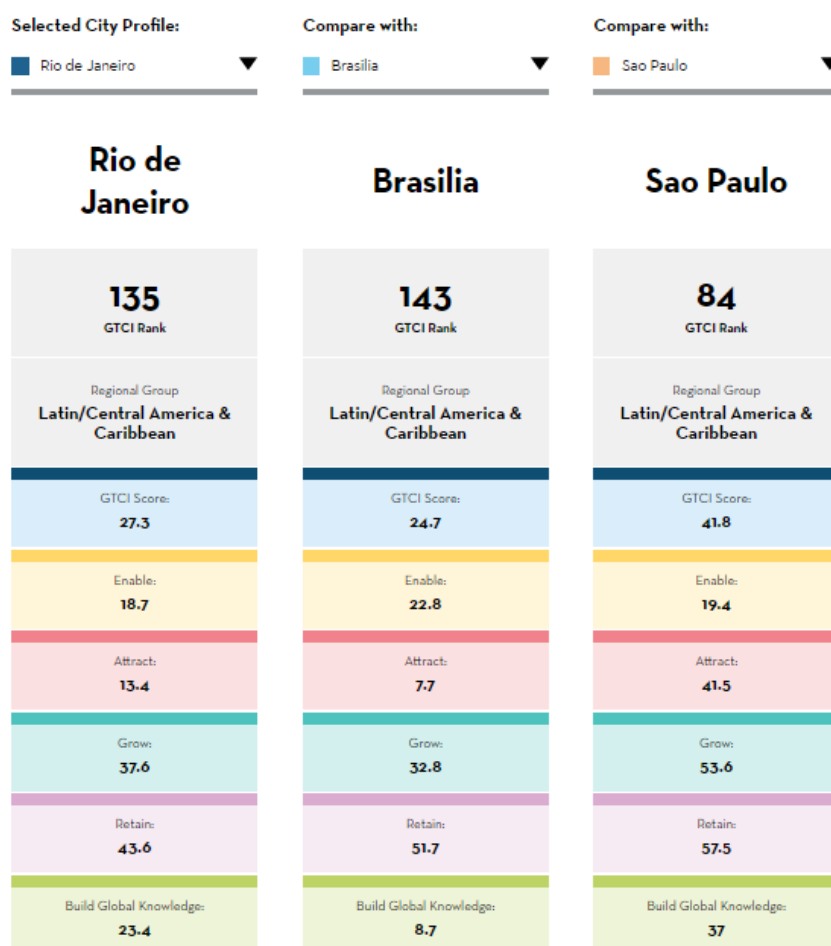 Selected City Profile:
Compare with:
Compare with:
Rio de Janeiro
Brasilia
Sao Paulo
Rio de
Janeiro
Brasilia
Sao Paulo
135
GTCI Rank
143
GTCI Rank
84
GTCI Rank
Regional Group
Latin/Central America &
Caribbean
Regional Group
Latin/Central America &
Caribbean
Regional Group
Latin/Central America &
Caribbean
GTCI Score:
27.3
GTCI Score:
24.7
GTCI Score:
41.8
Enable:
18.7
Enable:
22.8
Enable:
19.4
Attract:
13.4
Attract:
7.7
Attract:
41.5
Grow:
37.6
Grow:
32.8
Grow:
53.6
Retain:
43.6
Retain:
51.7
Retain:
57.5
Build Global Knowledge:
23.4
Build Global Knowledge:
8.7
Build Global Knowledge:
37